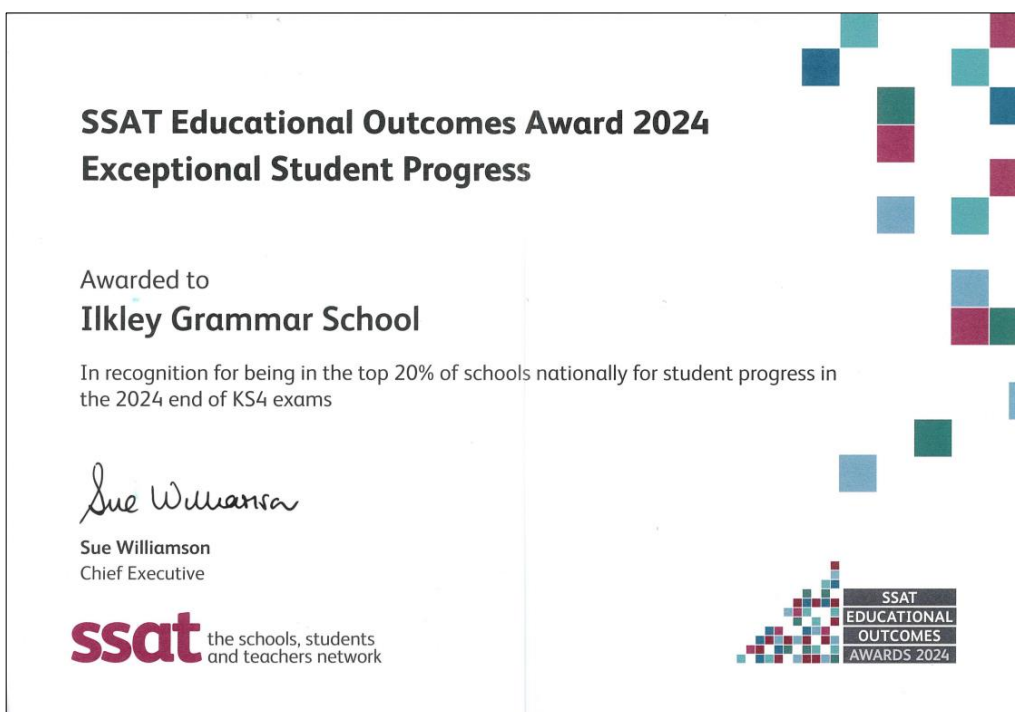 SSAT Educational Outcomes Award 2024
Exceptional Student Progress
Awarded to
Ilkley Grammar School
In recognition for being in the top 20% of schools nationally for student progress in
the 2024 end of KS4 exams
Sue Williamson
Sue Williamson
Chief Executive
ssat the schools, students
and teachers network
SSAT
EDUCATIONAL
OUTCOMES
AWARDS 2024